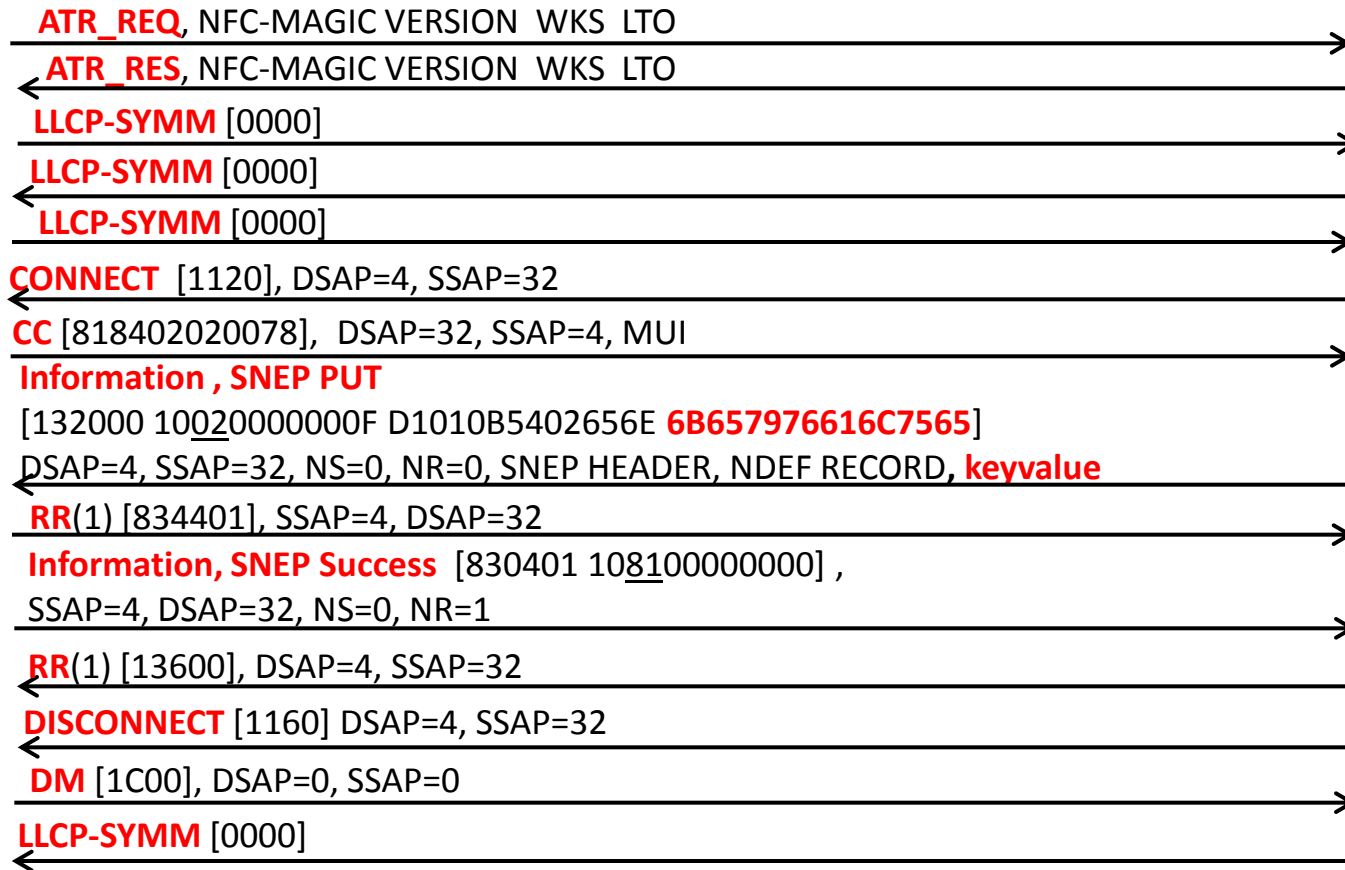 ATR_REQ, NFC-MAGIC VERSION WKS LTO
ATR_RES, NFC-MAGIC VERSION WKS LTO
LLCP-SYMM [0000]
LLCP-SYMM [0000]
LLCP-SYMM [0000]
CONNECT [1120], DSAP=4, SSAP=32
CC [818402020078], DSAP=32, SSAP=4, MUI
Information , SNEP PUT
[132000 10020000000F D1010B5402656E 6B657976616C7565]
DSAP=4, SSAP=32, NS=0, NR=0, SNEP HEADER, NDEF RECORD, keyvalue
RR(1) [834401], SSAP=4, DSAP=32
Information, SNEP Success [830401 108100000000] ,
SSAP=4, DSAP=32, NS=0, NR=1
RR(1) [13600], DSAP=4, SSAP=32
DISCONNECT [1160] DSAP=4, SSAP=32
DM [1C00], DSAP=0, SSAP=0
LLCP-SYMM [0000]